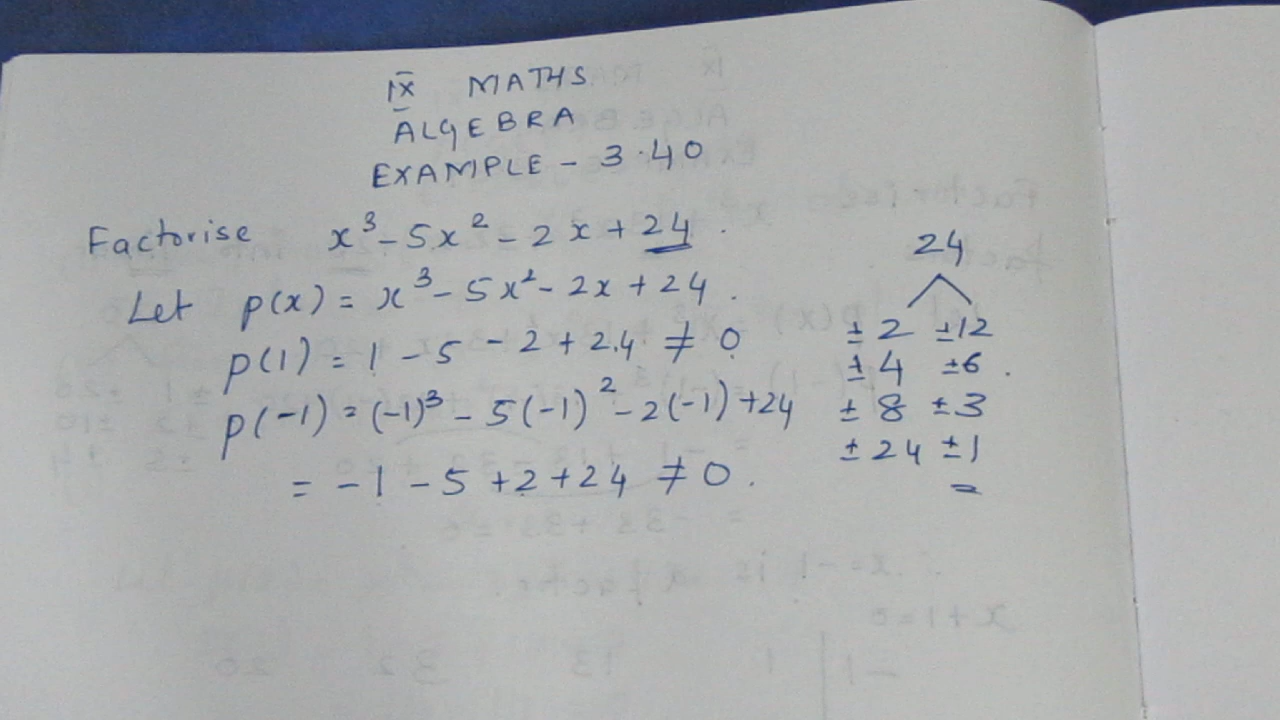 IX MATHS
ALGEBRA
EXAMPLE - 3.40
Factorise x³ - 5x² - 2x + 24.
Let p(x) = x³ - 5x² - 2x + 24.
p(1) = 1 - 5 - 2 + 24 ≠ 0
p(-1) = (-1)³ - 5(-1)² - 2(-1) + 24
= -1 - 5 + 2 + 24 ≠ 0.
24
±2 ±12
±4 ±6.
±8 ±3
±24 ±1